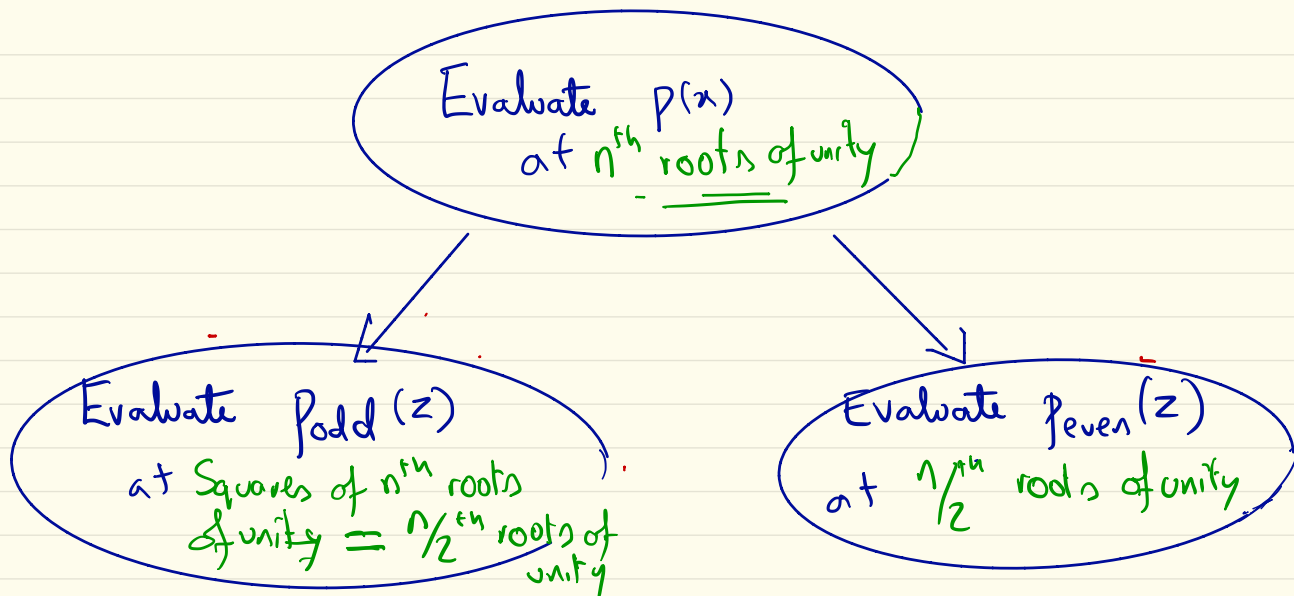 Evaluate p(x)
at nth roots of unity
Evaluate Podd(z)
at Squares of nth roots
of unity = n/2th roots of
unity
Evaluate Peven(z)
at n/2th roots of unity